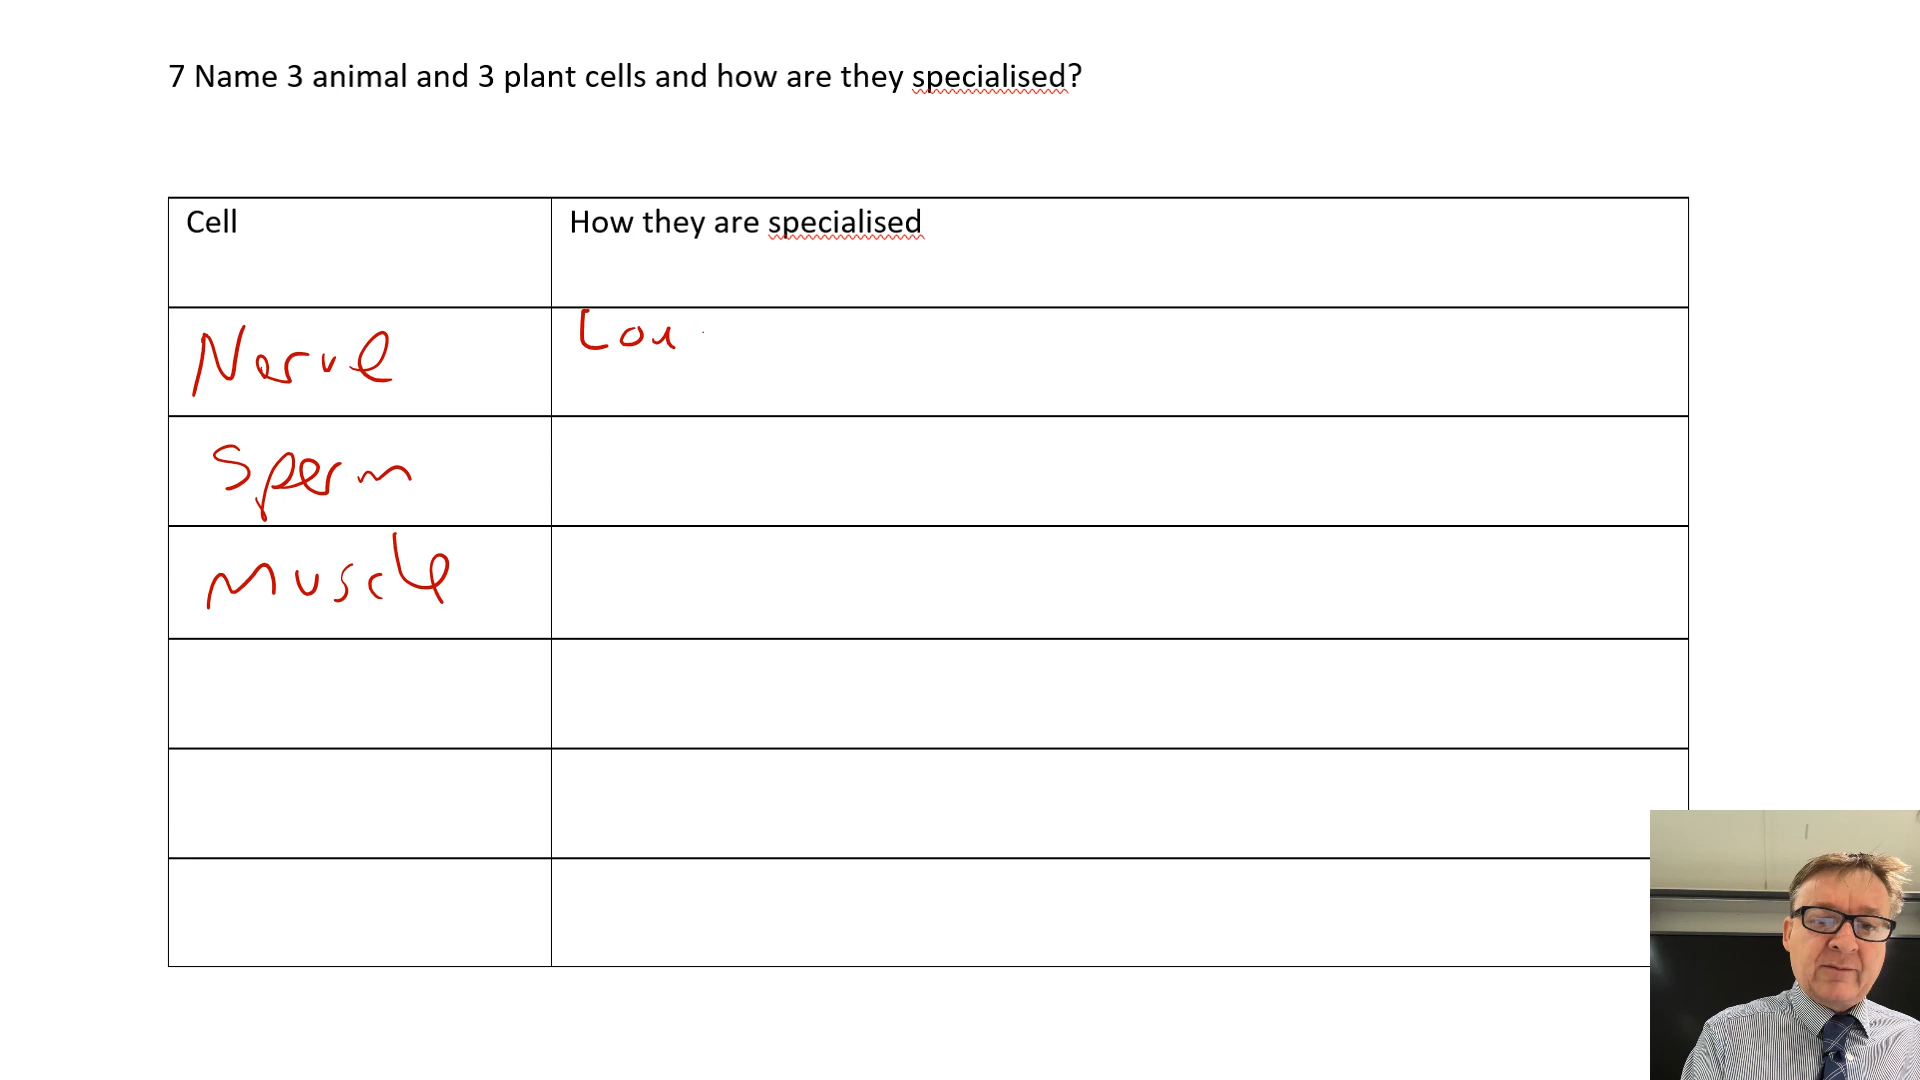 7 Name 3 animal and 3 plant cells and how are they specialised?
Cell How they are specialised
Nerve Lon
Sperm
Muscle